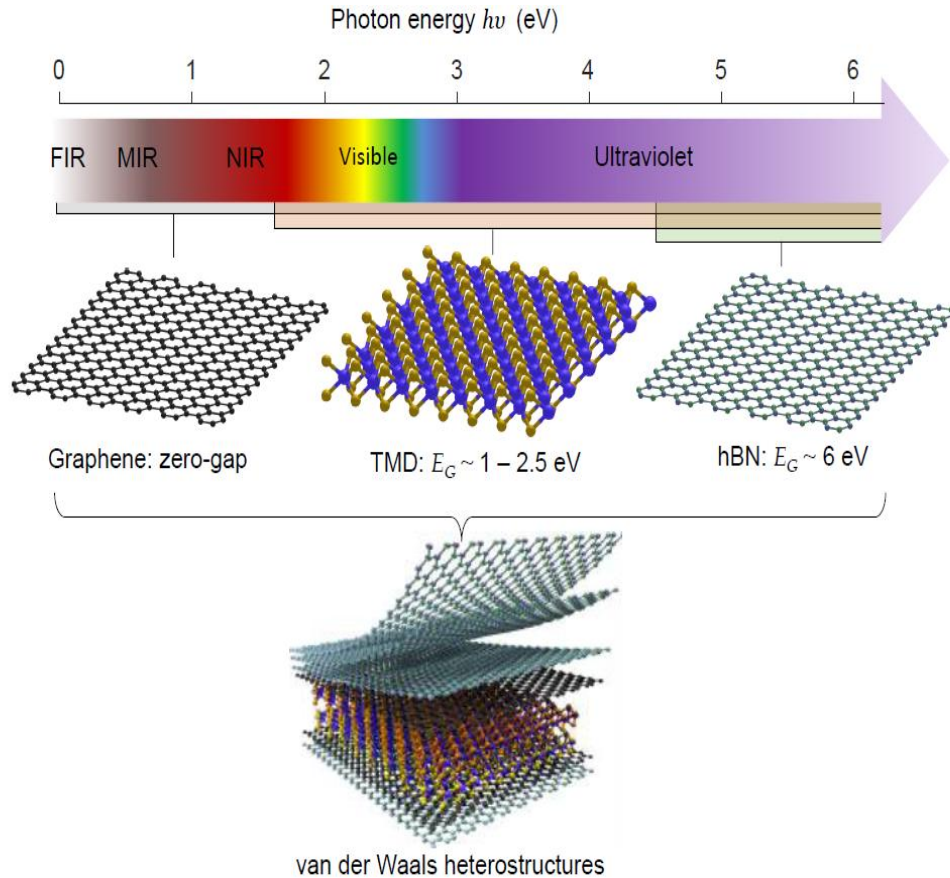 Photon energy hν (eV)
0 1 2 3 4 5 6
FIR MIR NIR Visible Ultraviolet
Graphene: zero-gap
TMD: E_G ~ 1 – 2.5 eV
hBN: E_G ~ 6 eV
van der Waals heterostructures